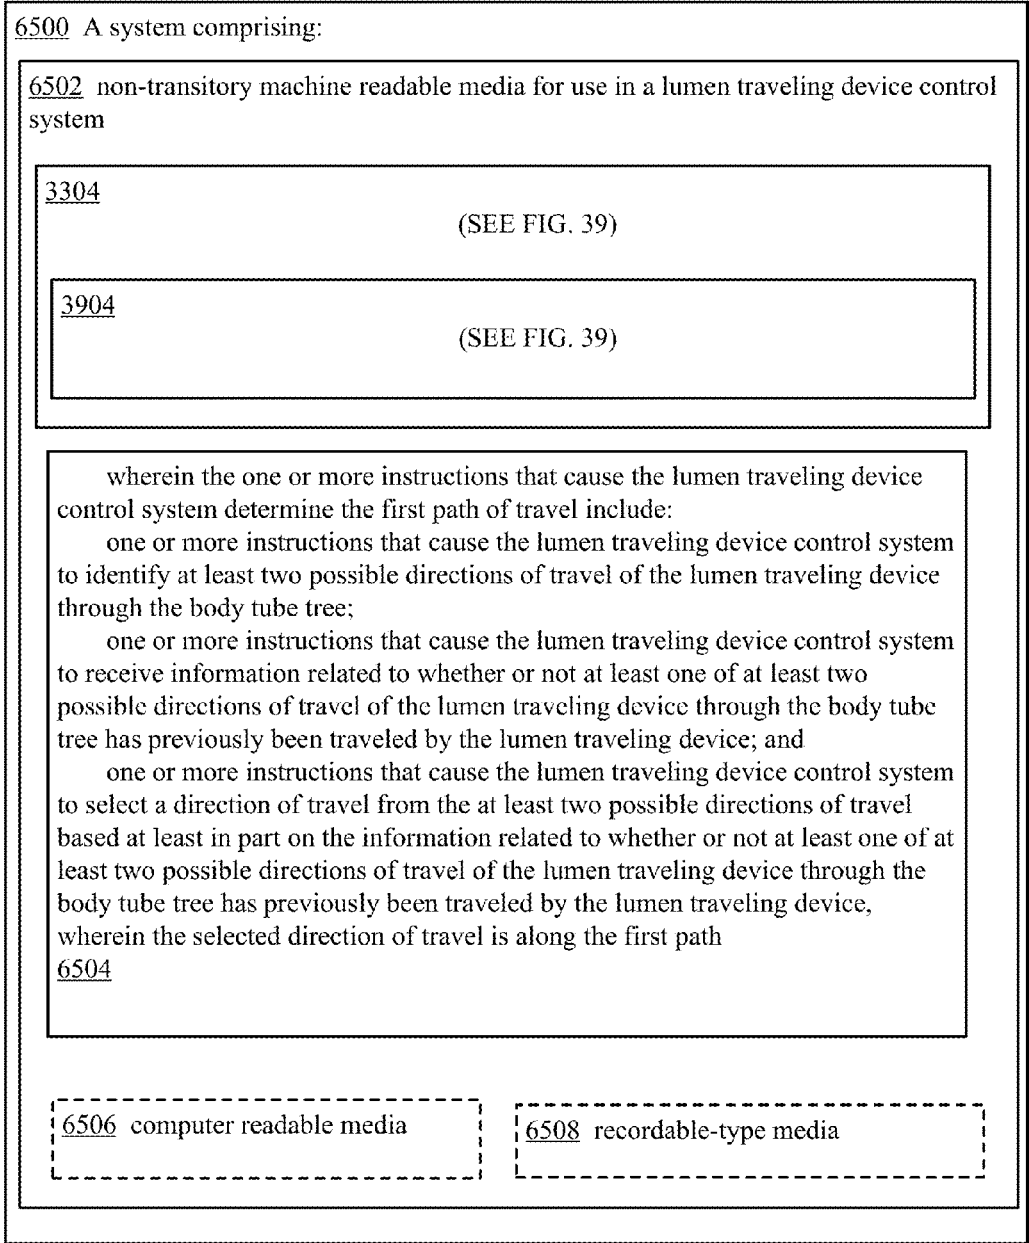 6500 A system comprising:
6502 non-transitory machine readable media for use in a lumen traveling device control
system
3304
(SEE FIG. 39)
3904
(SEE FIG. 39)
wherein the one or more instructions that cause the lumen traveling device
control system determine the first path of travel include:
one or more instructions that cause the lumen traveling device control system
to identify at least two possible directions of travel of the lumen traveling device
through the body tube tree;
one or more instructions that cause the lumen traveling device control system
to receive information related to whether or not at least one of at least two
possible directions of travel of the lumen traveling device through the body tube
tree has previously been traveled by the lumen traveling device; and
one or more instructions that cause the lumen traveling device control system
to select a direction of travel from the at least two possible directions of travel
based at least in part on the information related to whether or not at least one of at
least two possible directions of travel of the lumen traveling device through the
body tube tree has previously been traveled by the lumen traveling device,
wherein the selected direction of travel is along the first path
6504
6506 computer readable media
6508 recordable-type media